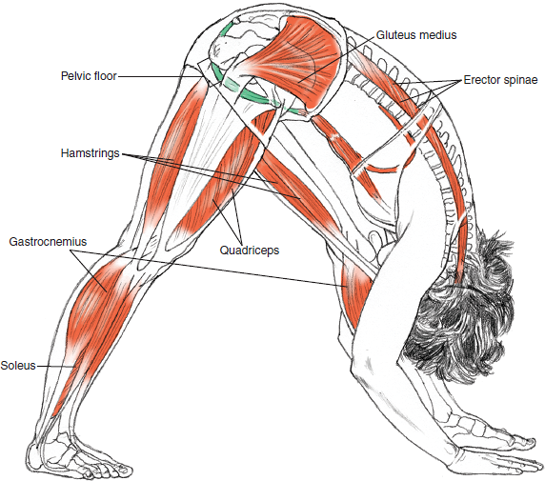 Gluteus medius
Pelvic floor
Erector spinae
Hamstrings
Gastrocnemius
Quadriceps
Soleus